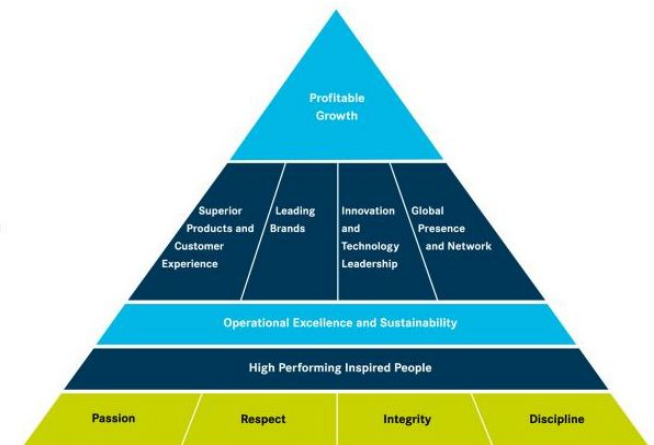 Profitable
Growth
Superior
Products and
Customer
Experience
Leading
Brands
Innovation
and
Technology
Leadership
Global
Presence
and Network
Operational Excellence and Sustainability
High Performing Inspired People
Passion
Respect
Integrity
Discipline